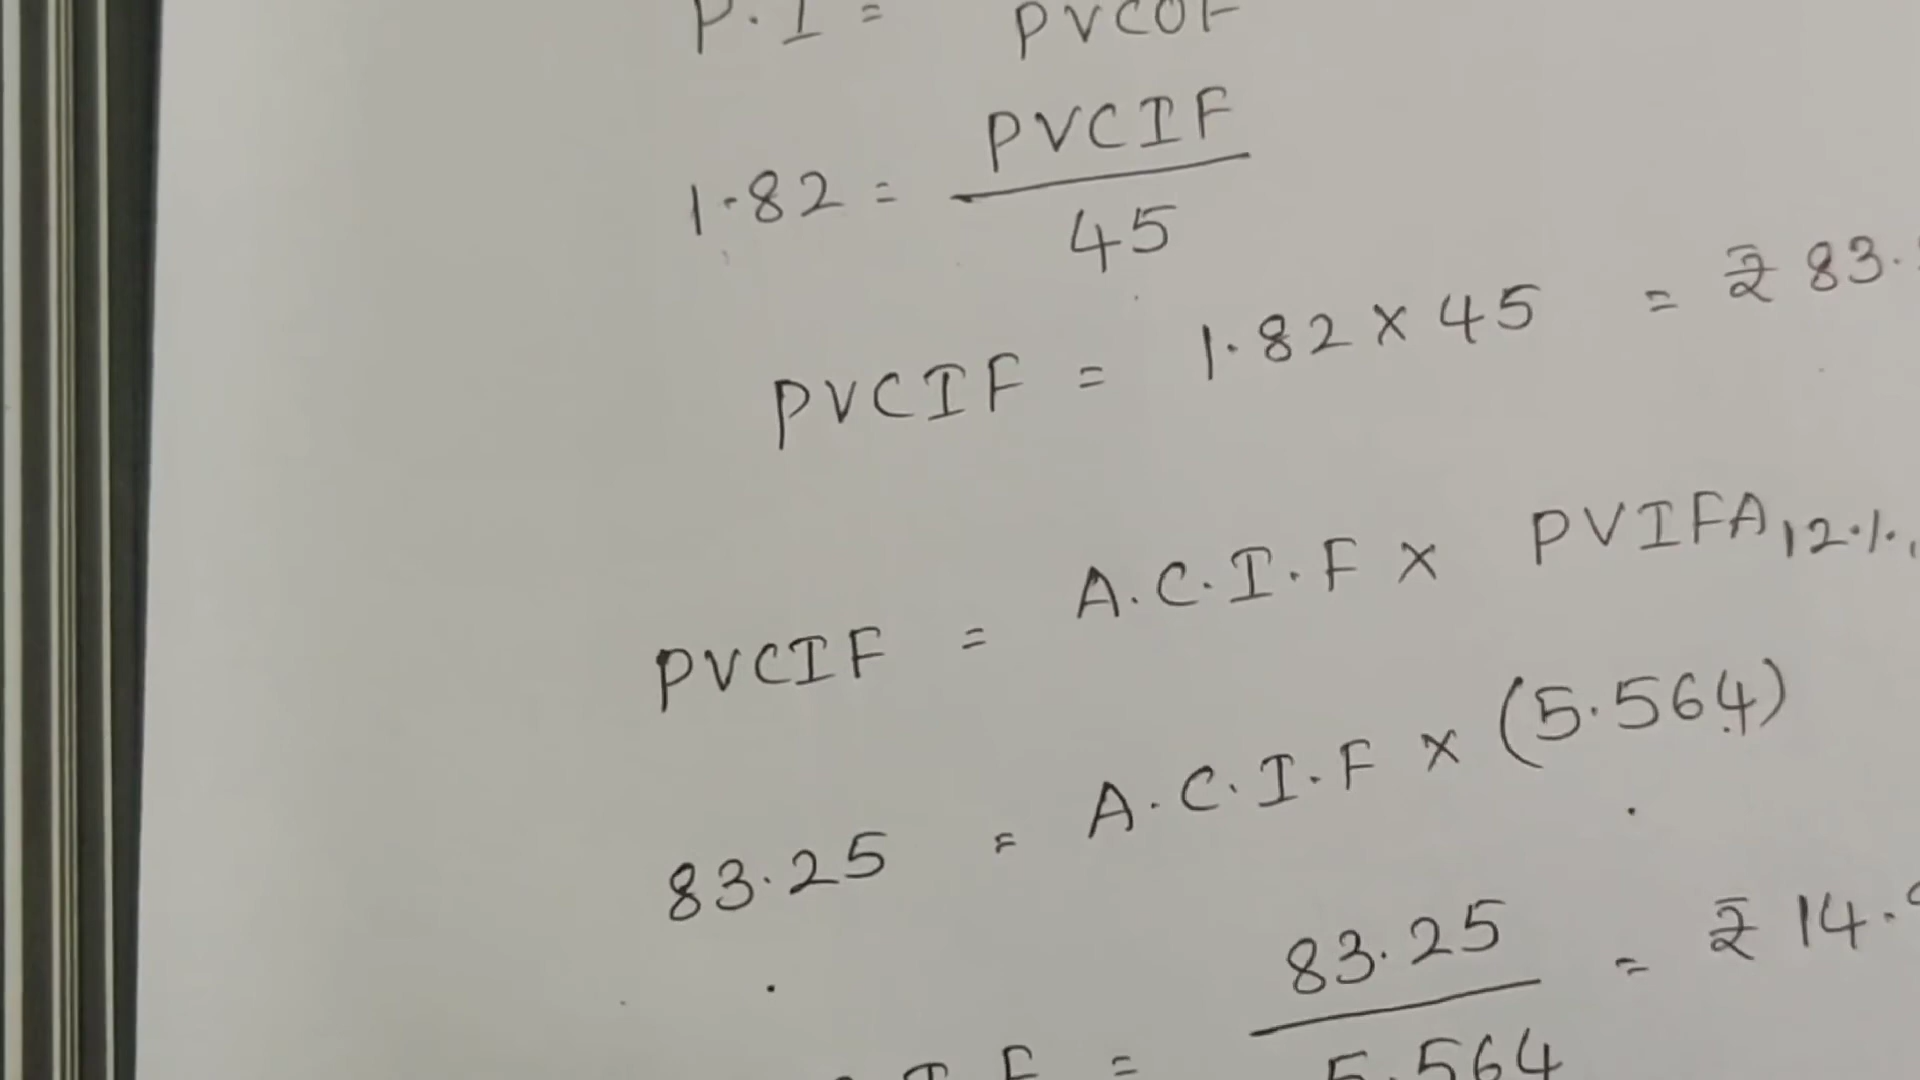 P.I = PVCOF
PVCIF
1.82 =
45
PVCIF = 1.82 × 45 = ₹ 83.
PVCIF = A.C.I.F × PVIFA12%,
83.25 = A.C.I.F × (5.564)
83.25
I F = = ₹ 14.
5.564